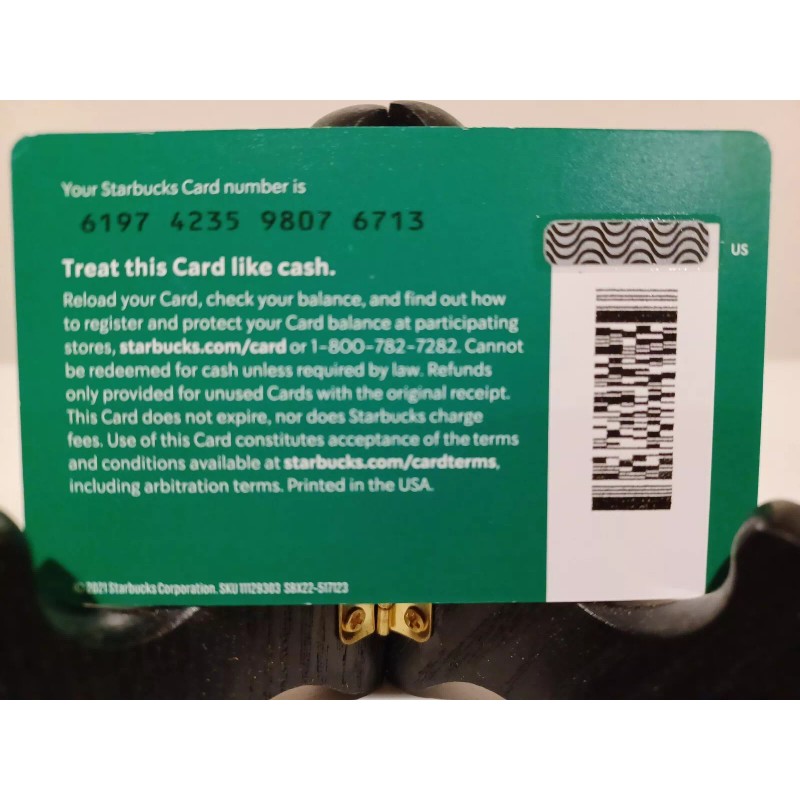 Your Starbucks Card number is
6197 4235 9807 6713
US
Treat this Card like cash.
Reload your Card, check your balance, and find out how
to register and protect your Card balance at participating
stores, starbucks.com/card or 1-800-782-7282. Cannot
be redeemed for cash unless required by law. Refunds
only provided for unused Cards with the original receipt.
This Card does not expire, nor does Starbucks charge
fees. Use of this Card constitutes acceptance of the terms
and conditions available at starbucks.com/cardterms,
including arbitration terms. Printed in the USA.
© 2021 Starbucks Corporation. SKU 11129303 SBX22-517123